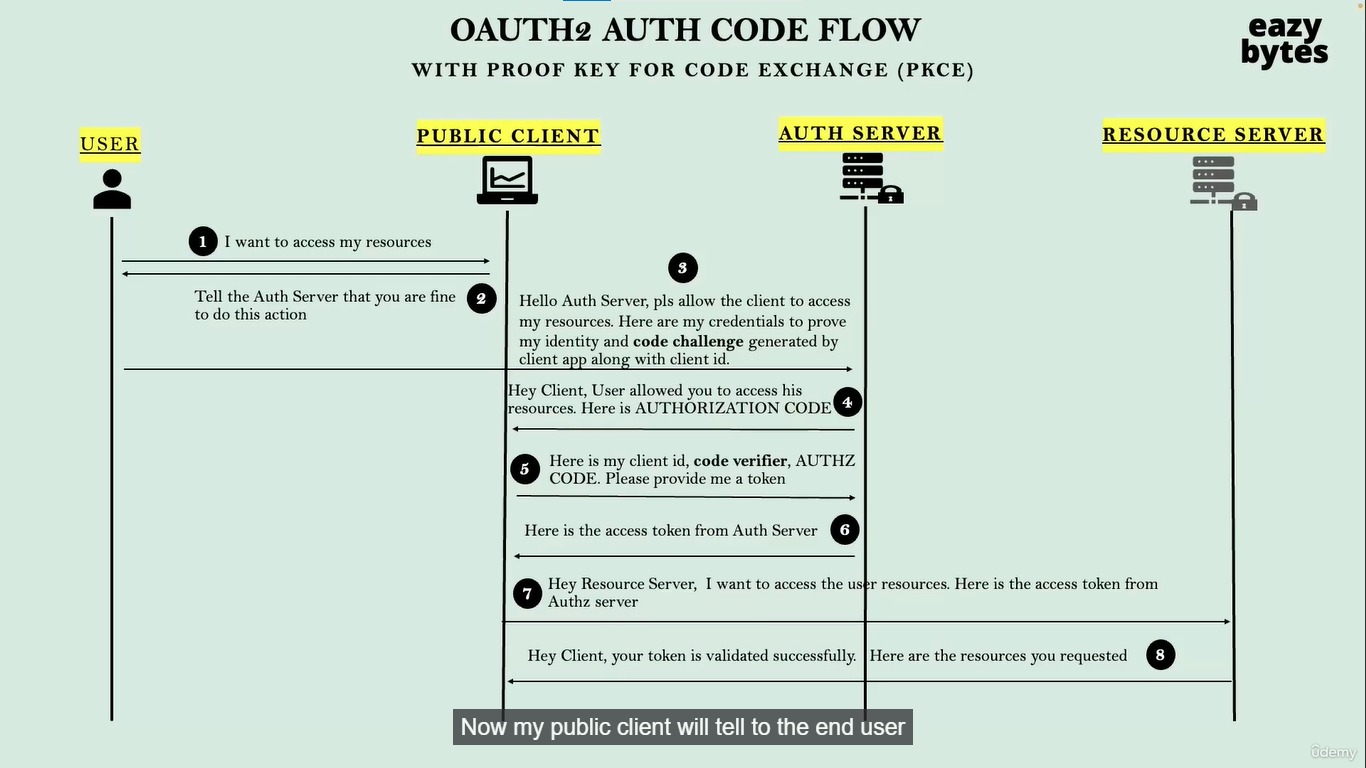 OAUTH2 AUTH CODE FLOW
WITH PROOF KEY FOR CODE EXCHANGE (PKCE)
eazy
bytes
USER
PUBLIC CLIENT
AUTH SERVER
RESOURCE SERVER
1 I want to access my resources
Tell the Auth Server that you are fine
to do this action
2
3
Hello Auth Server, pls allow the client to access
my resources. Here are my credentials to prove
my identity and code challenge generated by
client app along with client id.
Hey Client, User allowed you to access his
resources. Here is AUTHORIZATION CODE
4
5
Here is my client id, code verifier, AUTHZ
CODE. Please provide me a token
Here is the access token from Auth Server 6
7
Hey Resource Server,  I want to access the user resources. Here is the access token from
Authz server
Hey Client, your token is validated successfully. Here are the resources you requested 8
Now my public client will tell to the end user
ûdemy